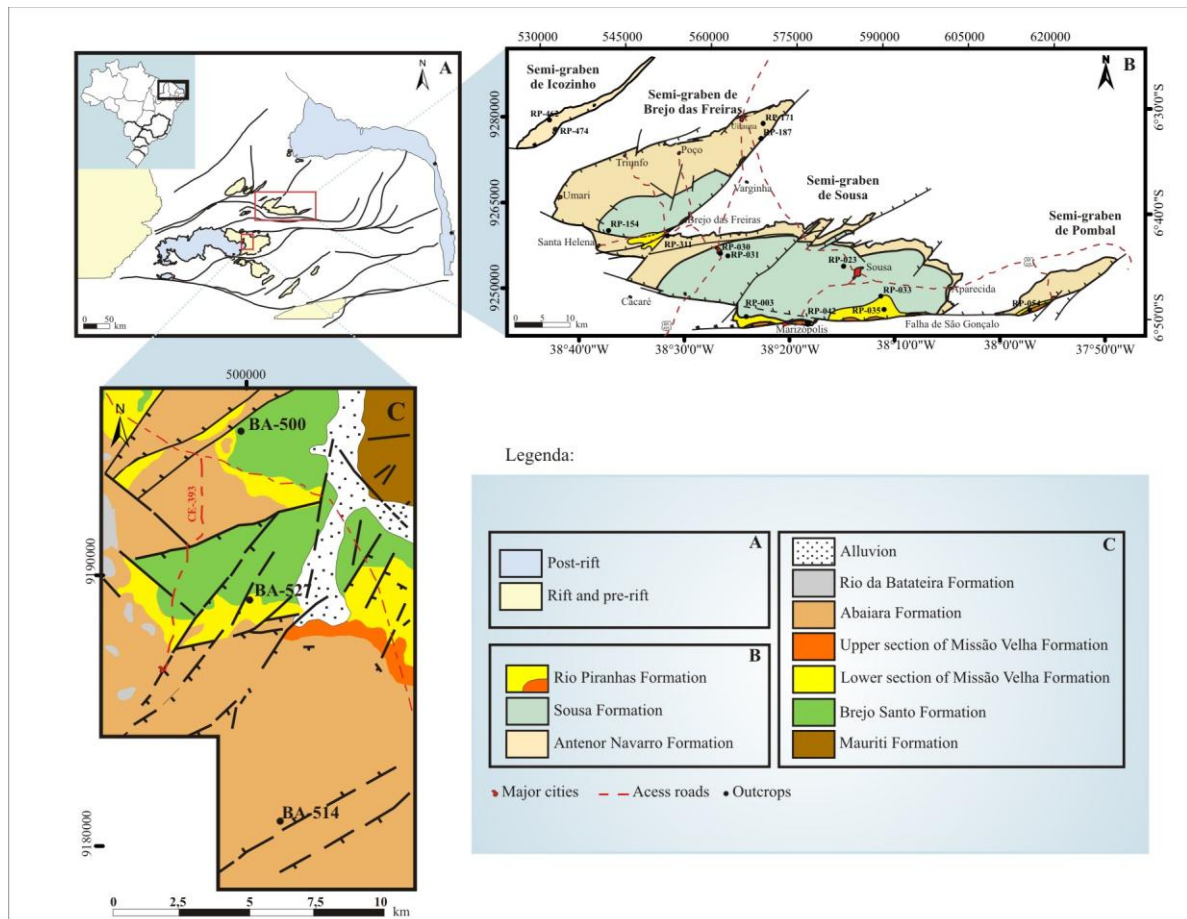 A
N
0
50
km
530000
545000
560000
575000
590000
605000
620000
B
N
Semi-graben
de Icozinho
Semi-graben de
Brejo das Freiras
Semi-graben
de Sousa
Semi-graben
de Pombal
RP-462
RP-474
RP-171
RP-187
Triunfo
Poço
Umari
Varginha
RP-154
Brejo das Freiras
Santa Helena
RP-311
RP-030
RP-031
RP-023
Sousa
RP-033
Aparecida
Cacaré
RP-003
RP-042
RP-035
RP-054
Marizópolis
Falha de São Gonçalo
9280000
9265000
9250000
6°30'0"S
6°40'0"S
6°50'0"S
0
5
10
km
38°40'0"W
38°30'0"W
38°20'0"W
38°10'0"W
38°0'0"W
37°50'0"W
500000
N
C
BA-500
CE-393
BA-527
BA-514
9190000
9180000
0
2,5
5
7,5
10
km
Legenda:
A
Post-rift
Rift and pre-rift
B
Rio Piranhas Formation
Sousa Formation
Antenor Navarro Formation
C
Alluvion
Rio da Batateira Formation
Abaiara Formation
Upper section of Missão Velha Formation
Lower section of Missão Velha Formation
Brejo Santo Formation
Mauriti Formation
Major cities
Acess roads
Outcrops